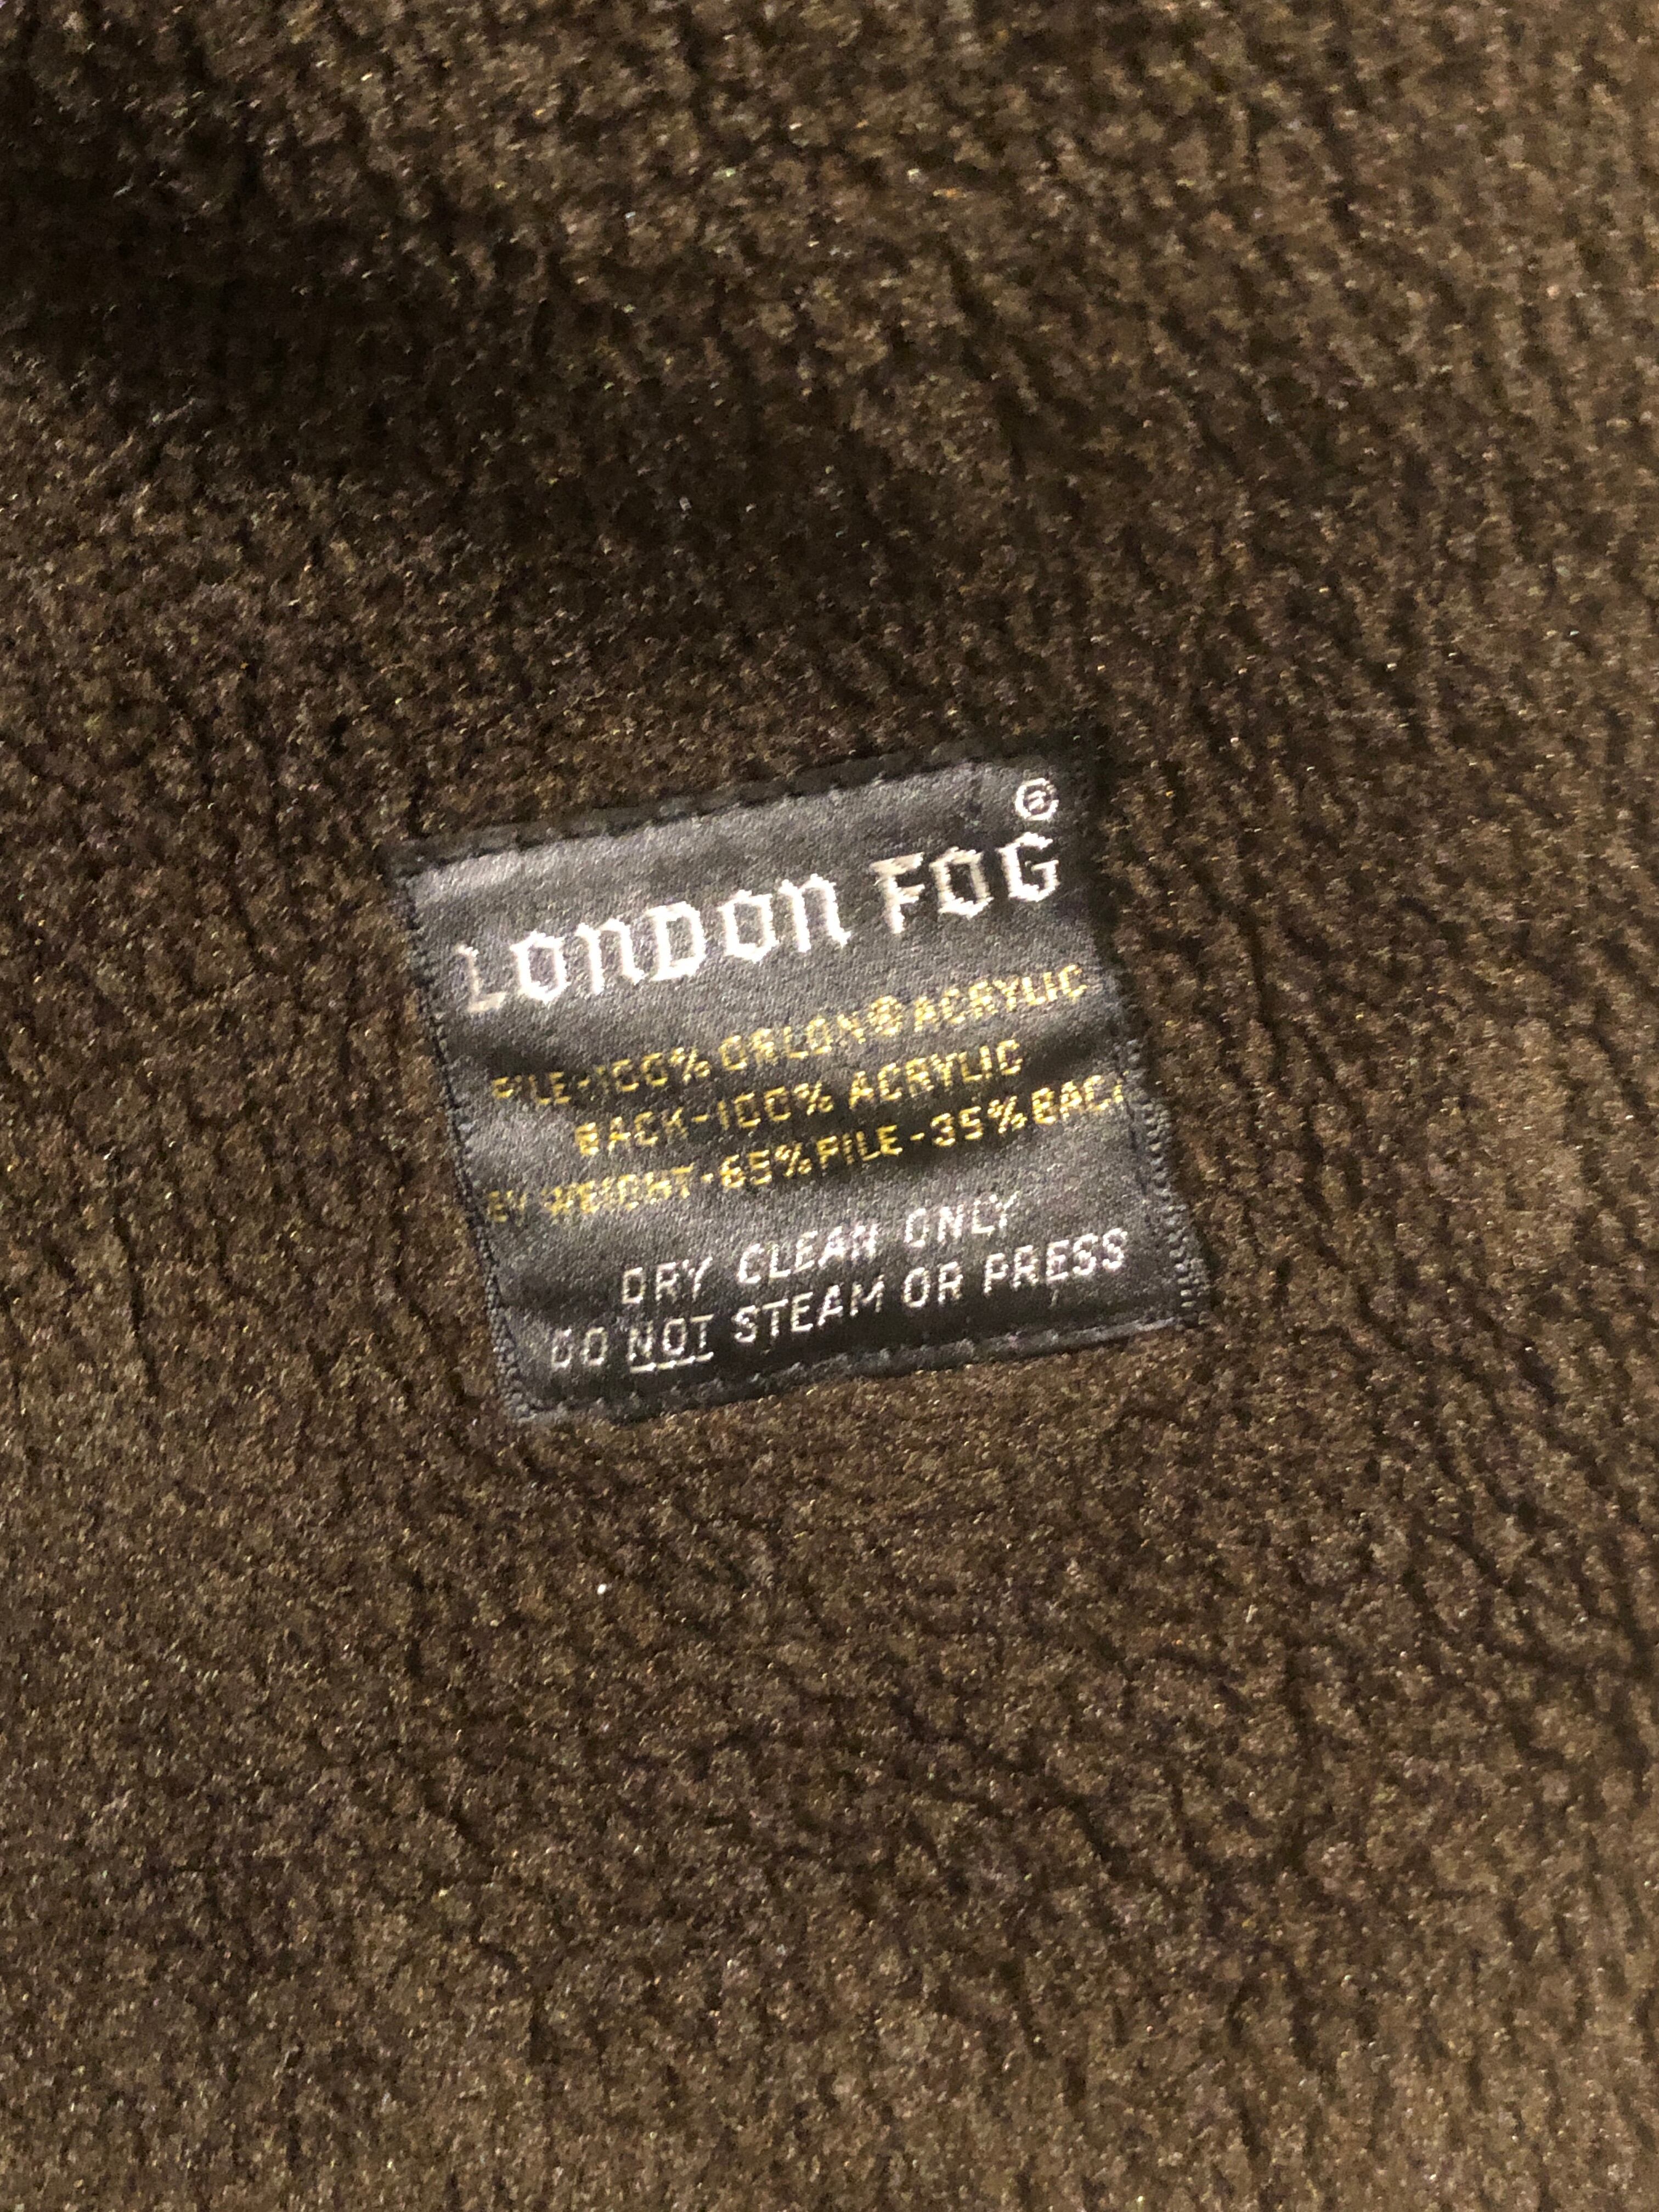 ®
LONDON FOG
PILE-100% ORLON® ACRYLIC
BACK-100% ACRYLIC
BY WEIGHT-65% PILE-35% BACK
DRY CLEAN ONLY
DO NOT STEAM OR PRESS